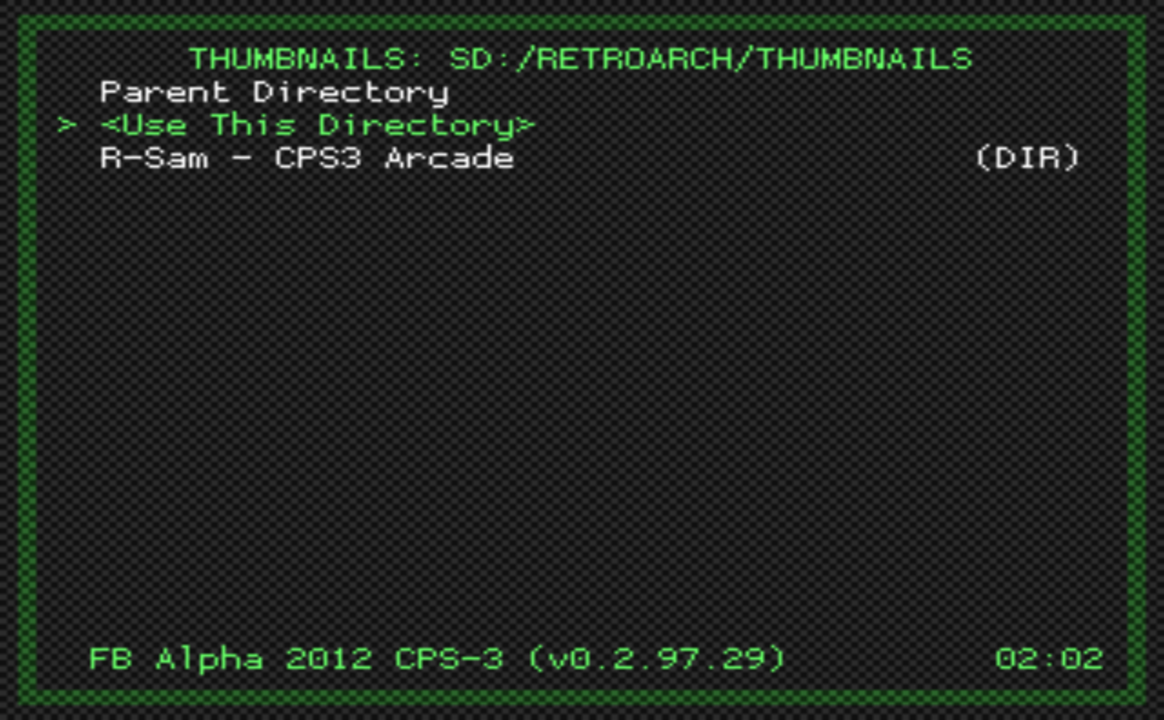 THUMBNAILS: SD:/RETROARCH/THUMBNAILS
Parent Directory
> <Use This Directory>
R-Sam - CPS3 Arcade (DIR)
FB Alpha 2012 CPS-3 (v0.2.97.29) 02:02